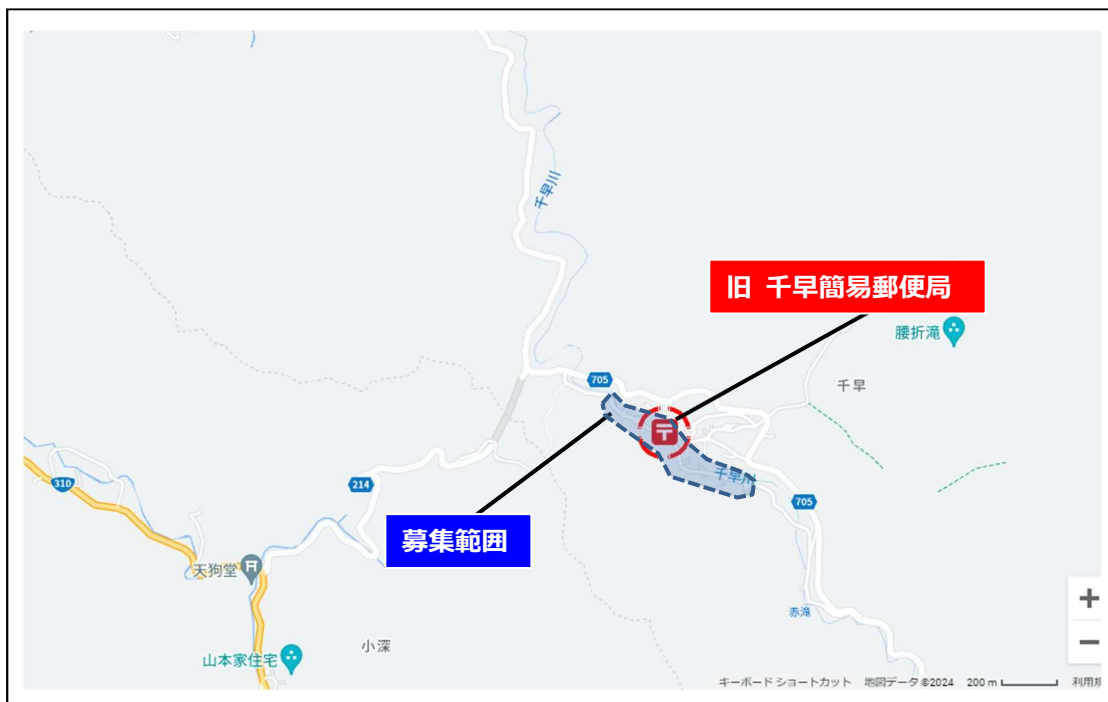 千早川
旧 千早簡易郵便局
腰折滝
705
千早
〒
310
214
千早川
705
募集範囲
天狗堂
赤滝
小深
山本家住宅
+
−
キーボード ショートカット 地図データ ©2024 200 m 利用規